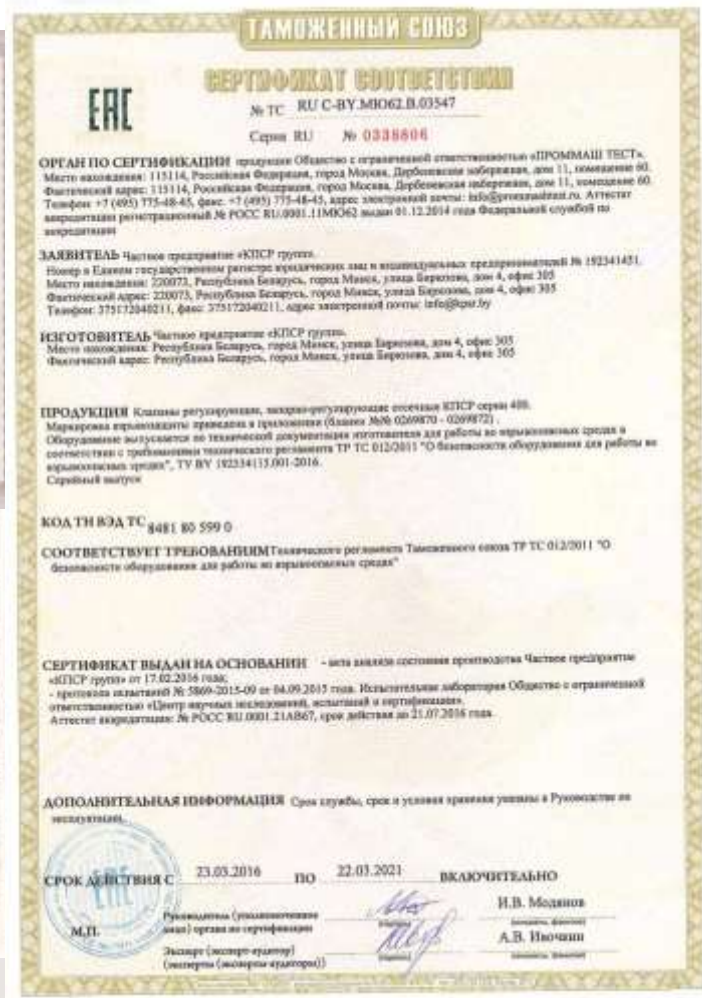 ТАМОЖЕННЫЙ СОЮЗ
СЕРТИФИКАТ СООТВЕТСТВИЯ
ЕАС
№ ТС RU C-BY.МЮ62.В.03547
Серия RU № 0338806
ОРГАН ПО СЕРТИФИКАЦИИ продукции Общество с ограниченной ответственностью «ПРОММАШ ТЕСТ».
Место нахождения: 115114, Российская Федерация, город Москва, Дербеневская набережная, дом 11, помещение 60.
Фактический адрес: 115114, Российская Федерация, город Москва, Дербеневская набережная, дом 11, помещение 60.
Телефон: +7 (495) 775-48-45, факс: +7 (495) 775-48-45, адрес электронной почты: Аттестат
аккредитации регистрационный № РОСС RU.0001.11МЮ62 выдан 01.12.2014 года Федеральной службой по
аккредитации
ЗАЯВИТЕЛЬ Частное предприятие «КПСР групп».
Номер в Едином государственном регистре юридических лиц и индивидуальных предпринимателей № 192341451.
Место нахождения: 220073, Республика Беларусь, город Минск, улица Бирюзова, дом 4, офис 305
Фактический адрес: 220073, Республика Беларусь, город Минск, улица Бирюзова, дом 4, офис 305
Телефон: 375172040211, факс: 375172040211, адрес электронной почты: info@kpsr.by
ИЗГОТОВИТЕЛЬ Частное предприятие «КПСР групп».
Место нахождения: Республика Беларусь, город Минск, улица Бирюзова, дом 4, офис 305
Фактический адрес: Республика Беларусь, город Минск, улица Бирюзова, дом 4, офис 305
ПРОДУКЦИЯ Клапаны регулирующие, запорно-регулирующие отсечные КПСР серии 400.
Маркировка взрывозащиты приведена в приложении (бланки №№ 0269870 - 0269872) .
Оборудование выпускается по технической документации изготовителя для работы во взрывоопасных средах в
соответствии с требованиями технического регламента ТР ТС 012/2011 "О безопасности оборудования для работы во
взрывоопасных средах", ТУ BY 192334113.001-2016.
Серийный выпуск
КОД ТН ВЭД ТС 8481 80 599 0
СООТВЕТСТВУЕТ ТРЕБОВАНИЯМ Технического регламента Таможенного союза ТР ТС 012/2011 "О
безопасности оборудования для работы во взрывоопасных средах"
СЕРТИФИКАТ ВЫДАН НА ОСНОВАНИИ - акта анализа состояния производства Частное предприятие
«КПСР групп» от 17.02.2016 года;
- протокола испытаний № 5869-2015-09 от 04.09.2015 года. Испытательная лаборатория Общество с ограниченной
ответственностью «Центр научных исследований, испытаний и сертификации».
Аттестат аккредитации: № РОСС RU.0001.21АВ67, срок действия до 21.07.2016 года.
ДОПОЛНИТЕЛЬНАЯ ИНФОРМАЦИЯ Срок службы, срок и условия хранения указаны в Руководстве по
эксплуатации.
СРОК ДЕЙСТВИЯ С 23.03.2016 ПО 22.03.2021 ВКЛЮЧИТЕЛЬНО
М.П.
Руководитель (уполномоченное
лицо) органа по сертификации
И.В. Моданов
Эксперт (эксперт-аудитор)
(эксперты (эксперты-аудиторы))
А.В. Ивочкин